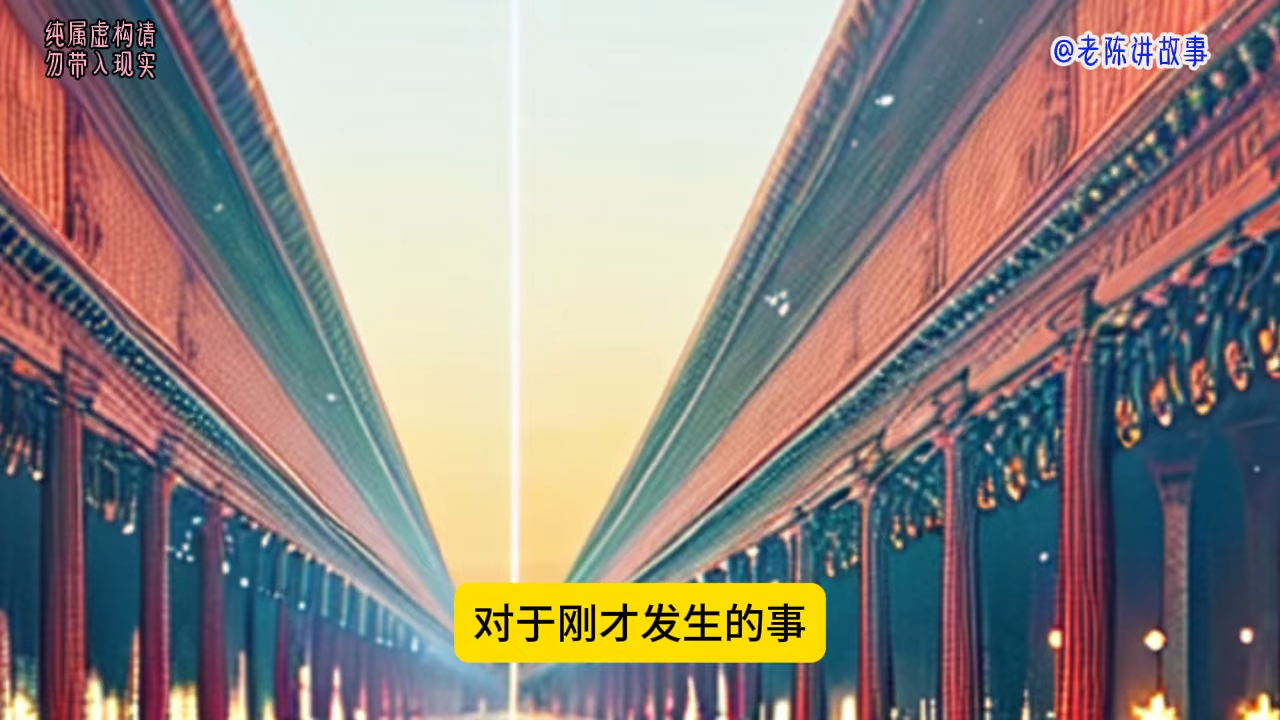 纯属虚构请
勿带入现实
@老陈讲故事
对于刚才发生的事